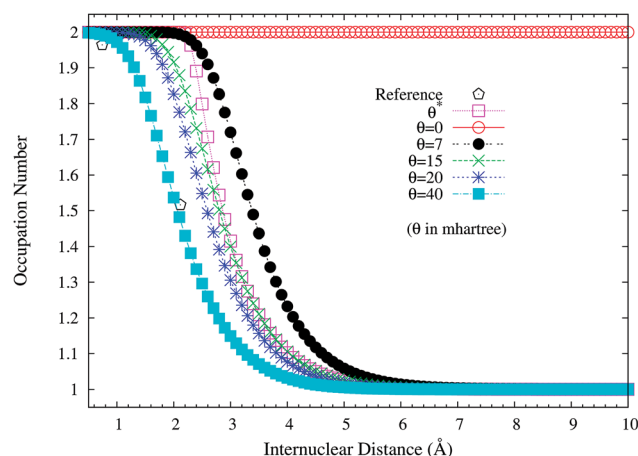 2
1.9
1.8
1.7
1.6
1.5
1.4
1.3
1.2
1.1
1
Occupation Number
Reference
θ*
θ=0
θ=7
θ=15
θ=20
θ=40
(θ in mhartree)
1 2 3 4 5 6 7 8 9 10
Internuclear Distance (Å)